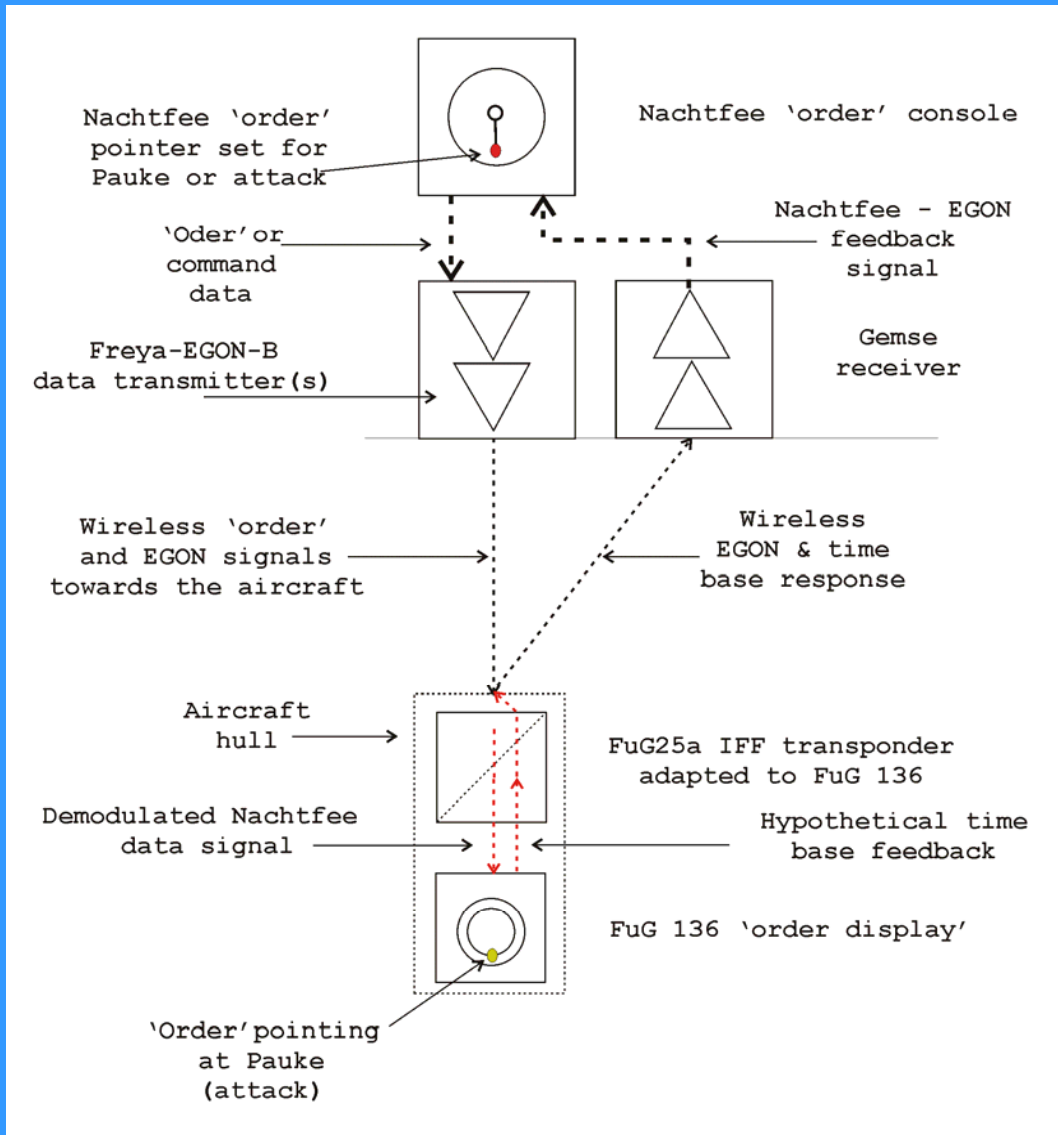 Nachtfee ‘order’
pointer set for
Pauke or attack
Nachtfee ‘order’ console
‘Oder’or
command
data
Nachtfee - EGON
feedback
signal
Freya-EGON-B
data transmitter(s)
Gemse
receiver
Wireless ‘order’
and EGON signals
towards the aircraft
Wireless
EGON & time
base response
Aircraft
hull
FuG25a IFF transponder
adapted to FuG 136
Demodulated Nachtfee
data signal
Hypothetical time
base feedback
FuG 136 ‘order display’
‘Order’pointing
at Pauke
(attack)